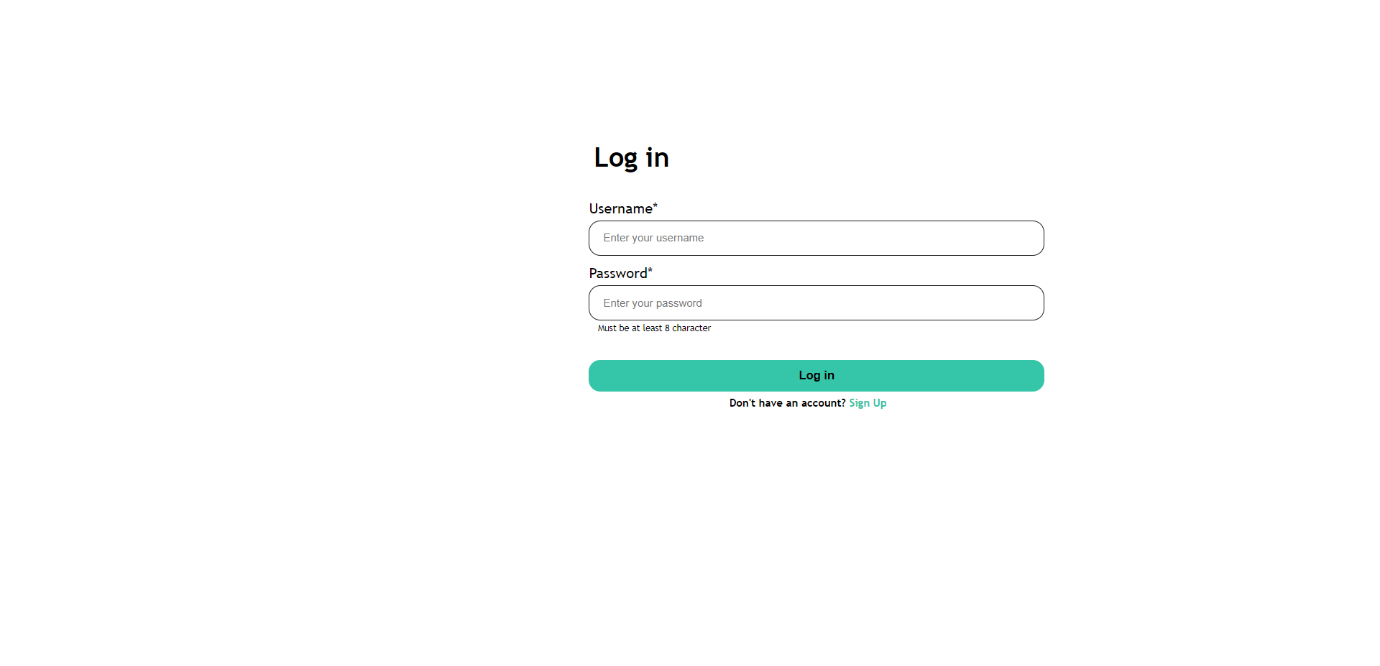 Log in
Username*
Enter your username
Password*
Enter your password
Must be at least 8 character
Log in
Don't have an account? Sign Up